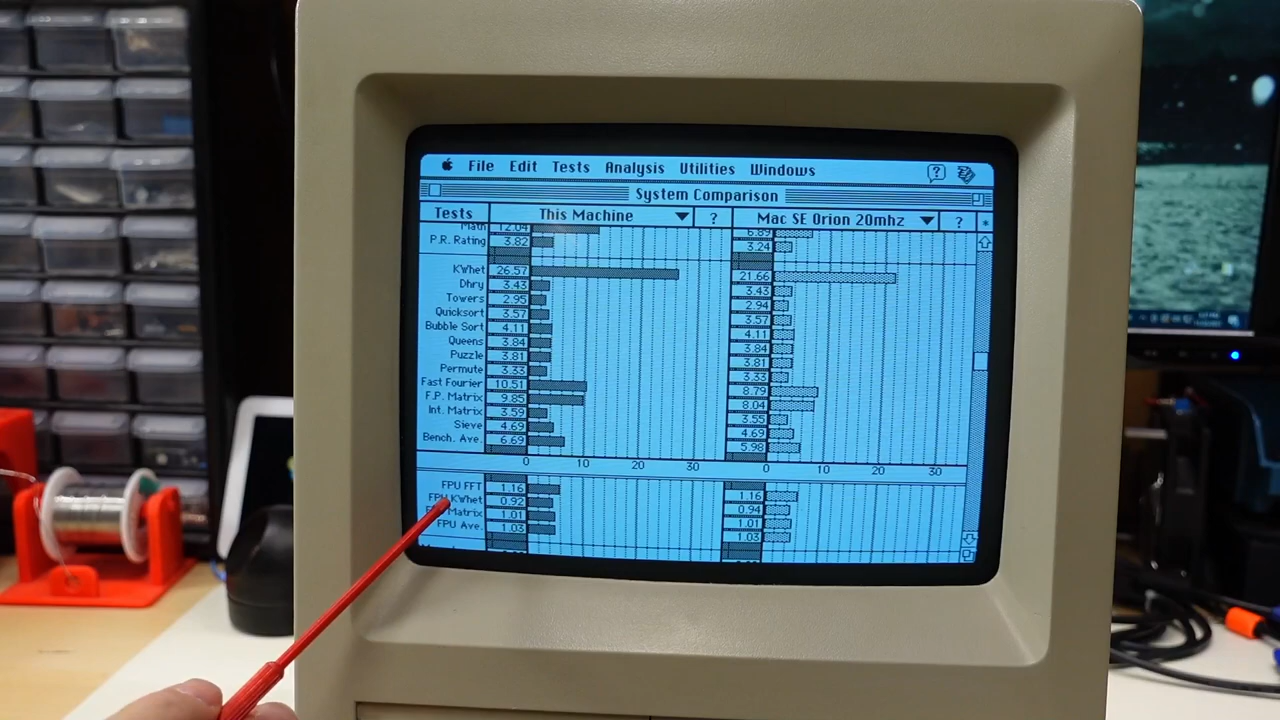 File Edit Tests Analysis Utilities Windows ?
System Comparison
Tests This Machine ? Mac SE Orion 20mhz ? *
Math 12.04 6.89
P.R. Rating 3.82 3.24
KWhet 26.57 21.66
Dhry 3.43 3.43
Towers 2.95 2.94
Quicksort 3.57 3.57
Bubble Sort 4.11 4.11
Queens 3.84 3.84
Puzzle 3.81 3.81
Permute 3.33 3.33
Fast Fourier 10.51 8.79
F.P. Matrix 9.85 8.04
Int. Matrix 3.59 3.55
Sieve 4.69 4.69
Bench. Ave. 6.69 5.98
0 10 20 30 0 10 20 30
FPU FFT 1.16 1.16
FPU KWhet 0.92 0.94
Matrix 1.01 1.01
FPU Ave. 1.03 1.03